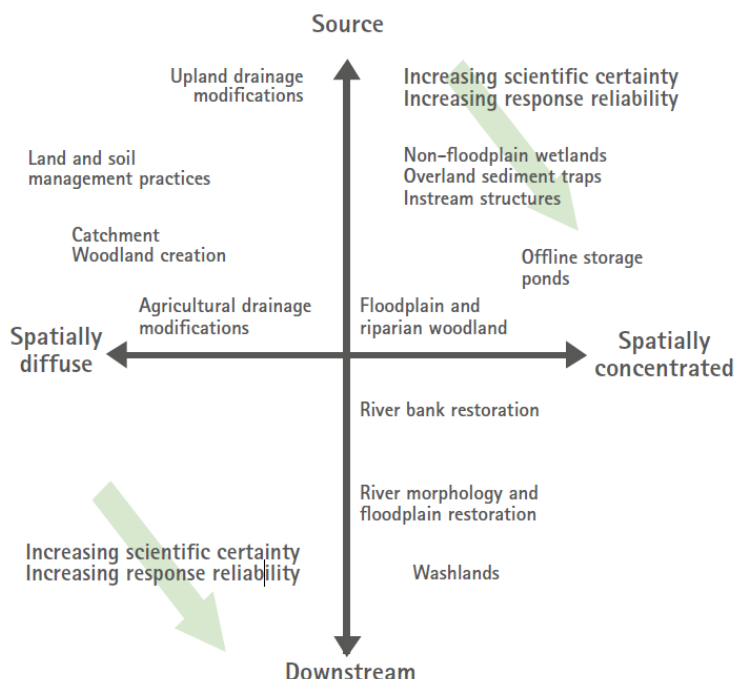 Source
Upland drainage
modifications
Increasing scientific certainty
Increasing response reliability
Land and soil
management practices
Non-floodplain wetlands
Overland sediment traps
Instream structures
Catchment
Woodland creation
Offline storage
ponds
Agricultural drainage
modifications
Floodplain and
riparian woodland
Spatially
diffuse
Spatially
concentrated
River bank restoration
River morphology and
floodplain restoration
Increasing scientific certainty
Increasing response reliability
Washlands
Downstream